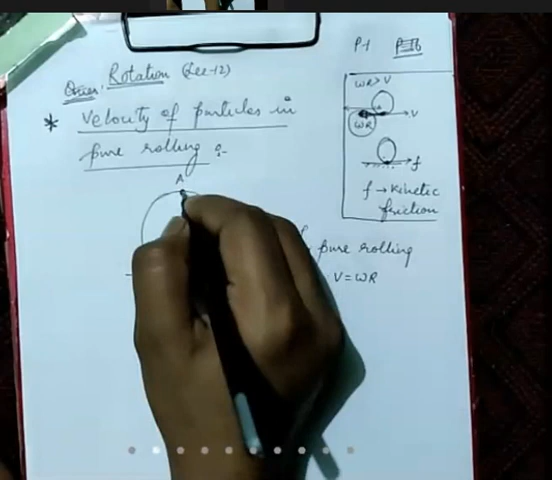 P-1 P-16
Rotation (Lec-12)
* Velocity of particles in
pure rolling :-
ωR > V
V
ωR
f
f → kinetic
friction
A
pure rolling
V = ωR